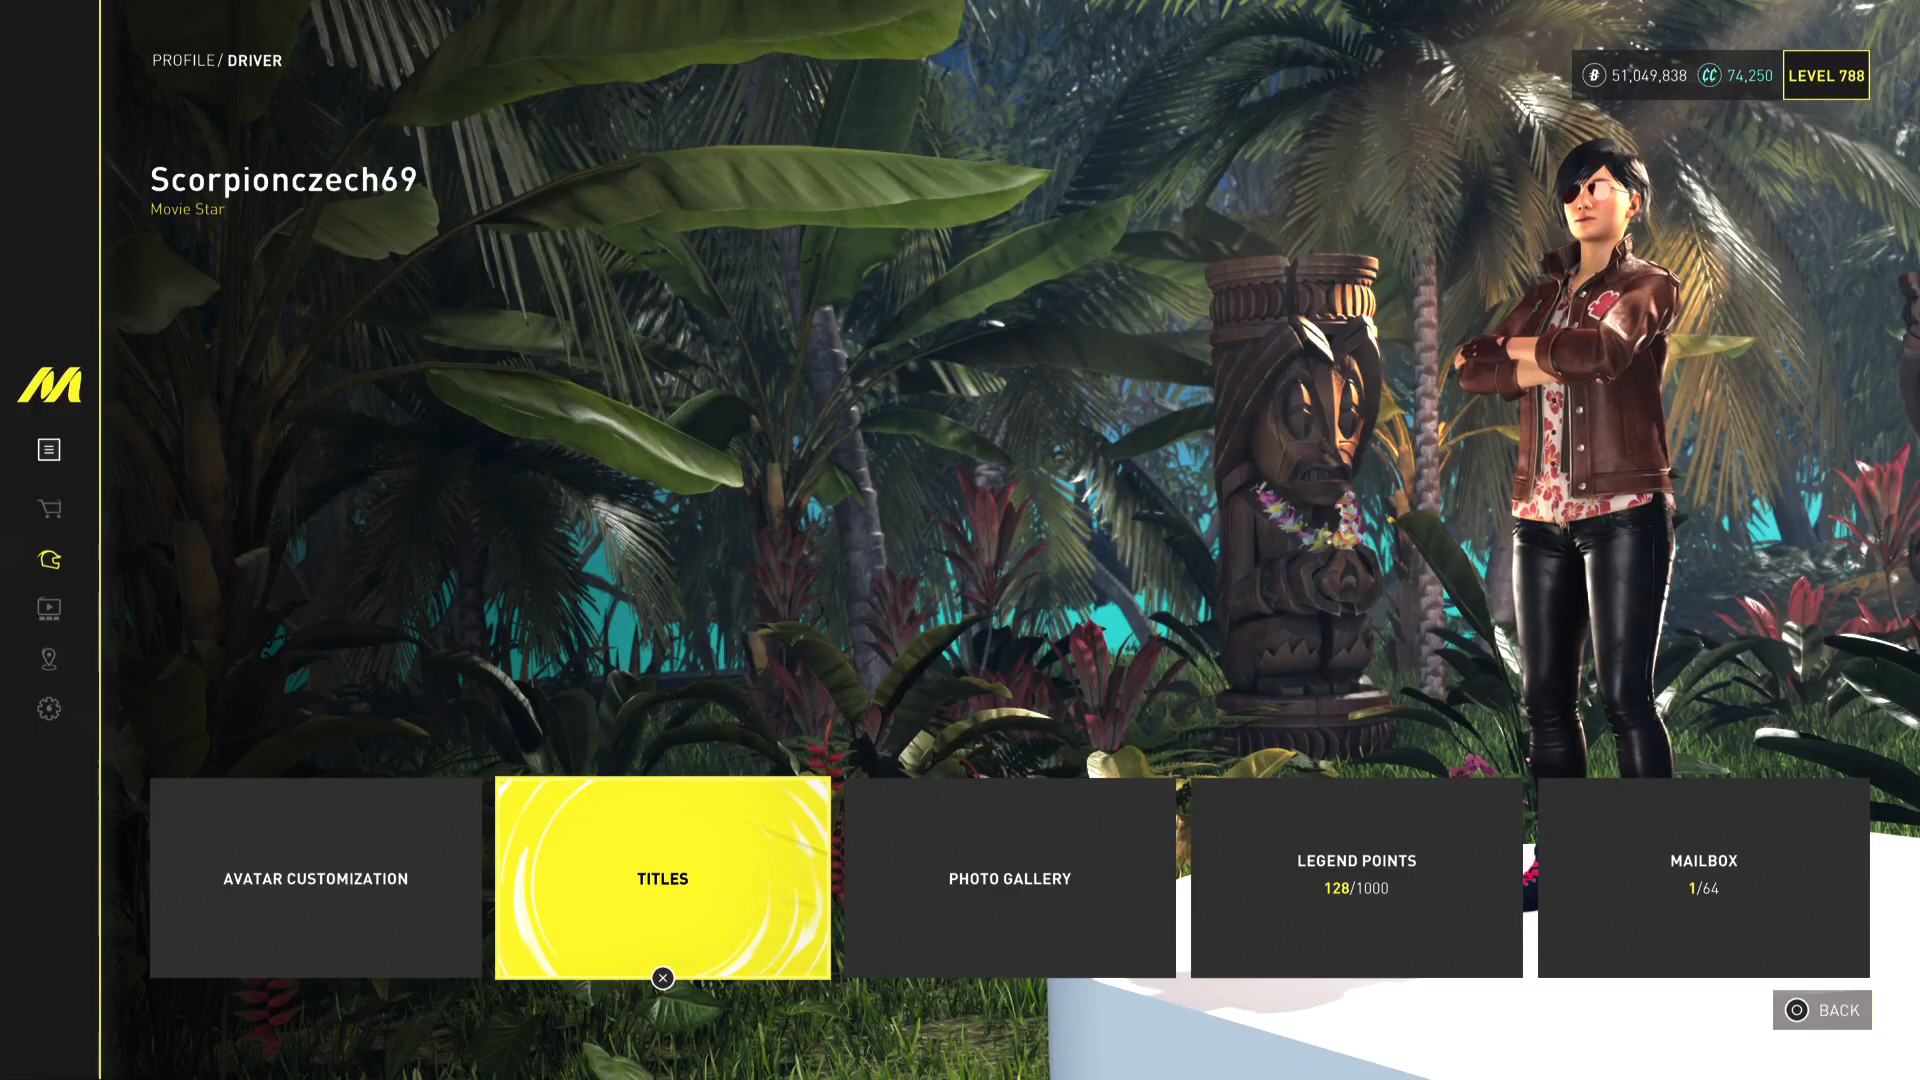 PROFILE/ DRIVER
51,049,838 74,250 LEVEL 788
Scorpionczech69
Movie Star
AVATAR CUSTOMIZATION
TITLES
PHOTO GALLERY
LEGEND POINTS
128/1000
MAILBOX
1/64
BACK